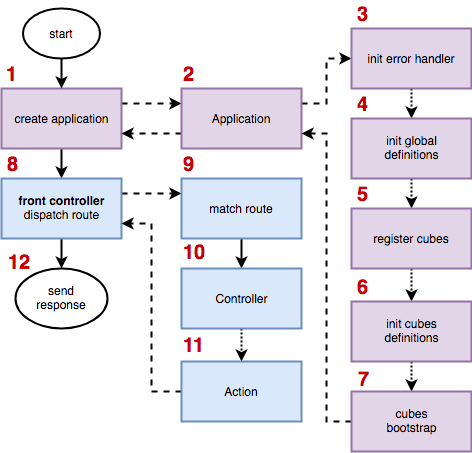 start
1
create application
2
Application
3
init error handler
4
init global
definitions
5
register cubes
6
init cubes
definitions
7
cubes
bootstrap
8
front controller
dispatch route
9
match route
10
Controller
11
Action
12
send
response